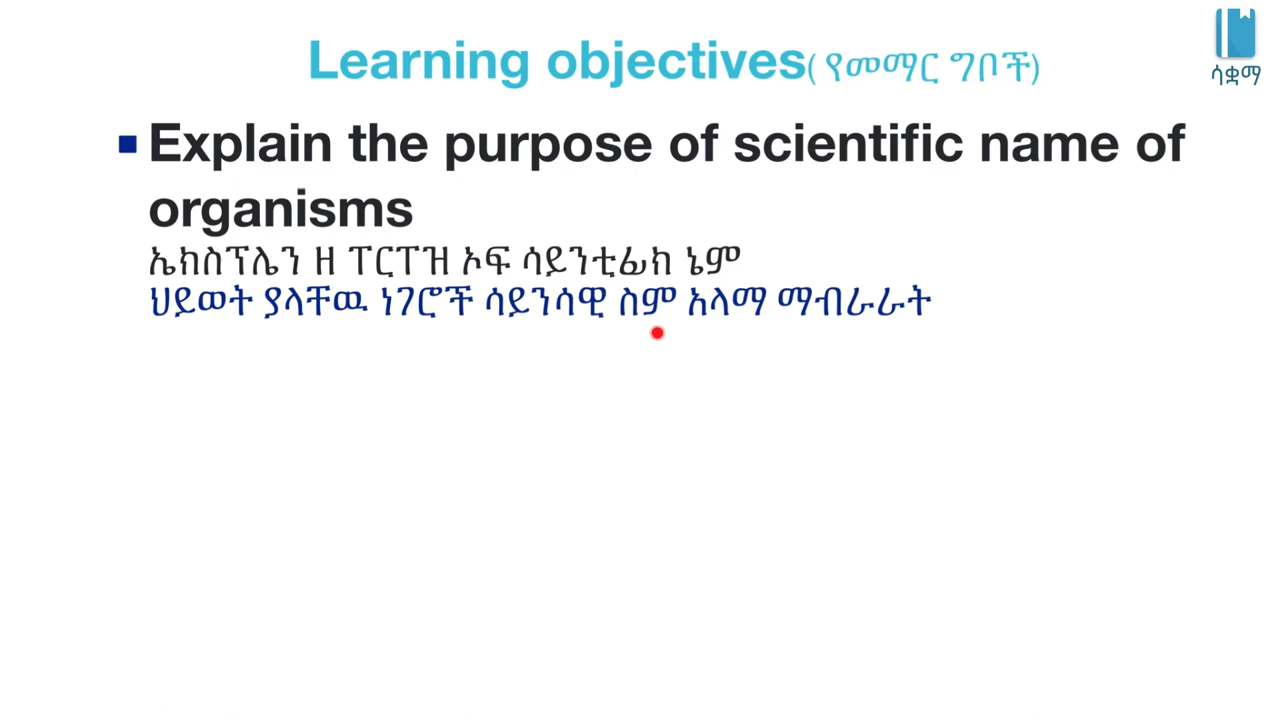 Learning objectives( የመማር ግቦች)
ሳቋማ
Explain the purpose of scientific name of
organisms
ኤክስፕሌን ዘ ፐርፐዝ ኦፍ ሳይንቲፊክ ኔም
ህይወት ያላቸዉ ነገሮች ሳይንሳዊ ስም አላማ ማብራራት